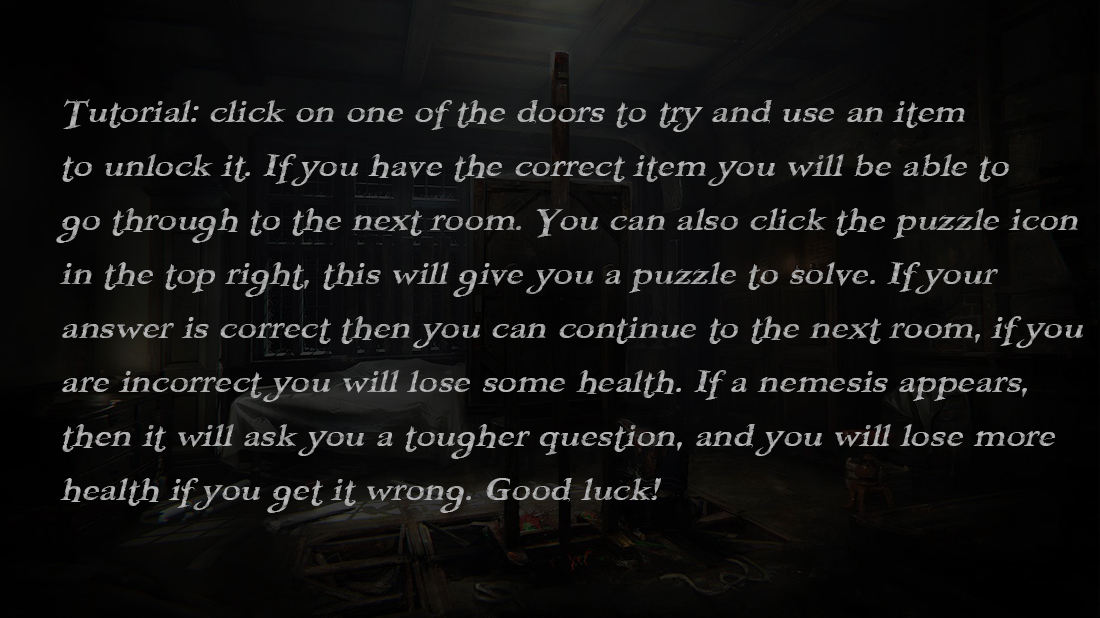 Tutorial: click on one of the doors to try and use an item
to unlock it. If you have the correct item you will be able to
go through to the next room. You can also click the puzzle icon
in the top right, this will give you a puzzle to solve. If your
answer is correct then you can continue to the next room, if you
are incorrect you will lose some health. If a nemesis appears,
then it will ask you a tougher question, and you will lose more
health if you get it wrong. Good luck!